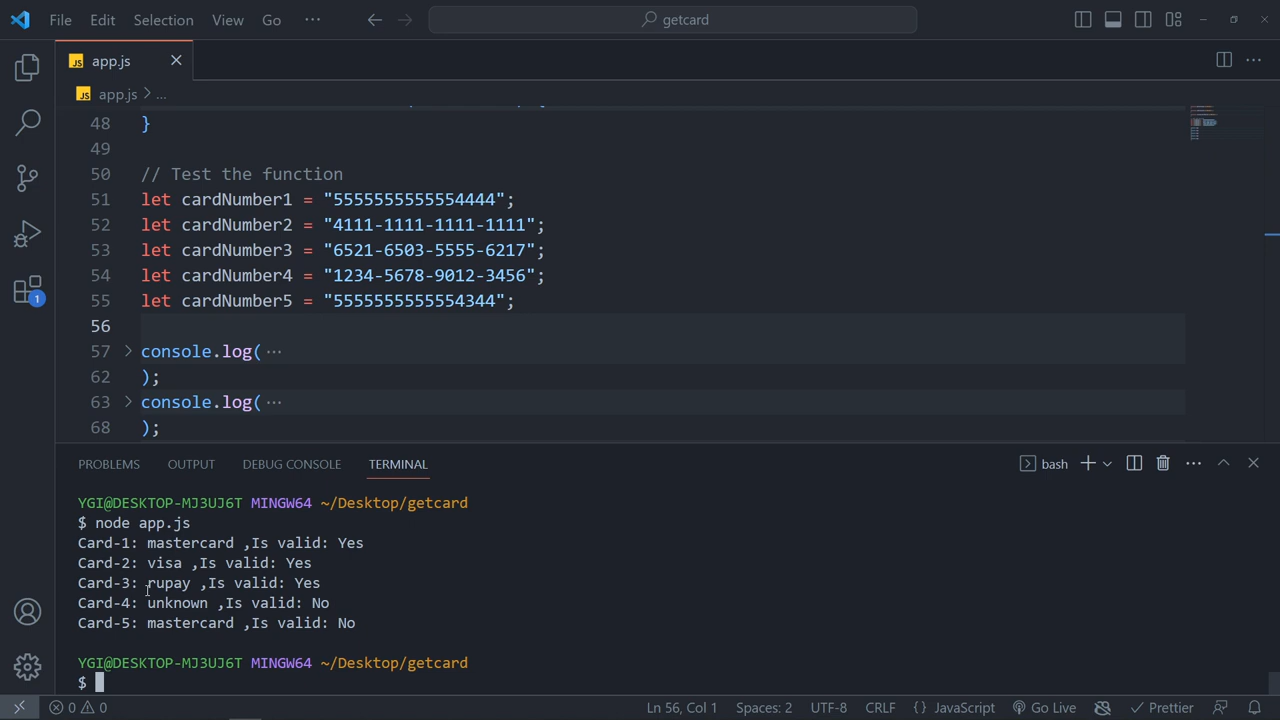 File Edit Selection View Go ··· getcard
JS app.js
JS app.js > ...
48 }
49
50 // Test the function
51 let cardNumber1 = "5555555555554444";
52 let cardNumber2 = "4111-1111-1111-1111";
53 let cardNumber3 = "6521-6503-5555-6217";
54 let cardNumber4 = "1234-5678-9012-3456";
55 let cardNumber5 = "5555555555554344";
56
57 > console.log( ···
62 );
63 > console.log( ···
68 );
1
PROBLEMS OUTPUT DEBUG CONSOLE TERMINAL bash
YGI@DESKTOP-MJ3UJ6T MINGW64 ~/Desktop/getcard
$ node app.js
Card-1: mastercard ,Is valid: Yes
Card-2: visa ,Is valid: Yes
Card-3: rupay ,Is valid: Yes
Card-4: unknown ,Is valid: No
Card-5: mastercard ,Is valid: No
YGI@DESKTOP-MJ3UJ6T MINGW64 ~/Desktop/getcard
$
0 0 Ln 56, Col 1 Spaces: 2 UTF-8 CRLF {} JavaScript Go Live Prettier